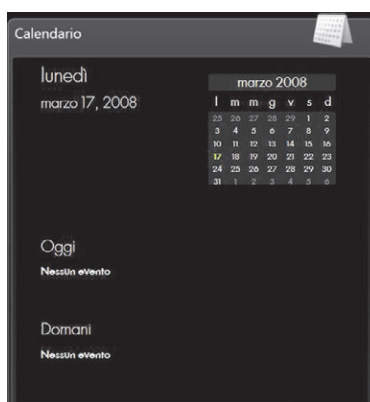 Calendario
lunedì
marzo 17, 2008
marzo 2008
l m m g v s d
25 26 27 28 29 1 2
3 4 5 6 7 8 9
10 11 12 13 14 15 16
17 18 19 20 21 22 23
24 25 26 27 28 29 30
31 1 2 3 4 5 6
Oggi
Nessun evento
Domani
Nessun evento